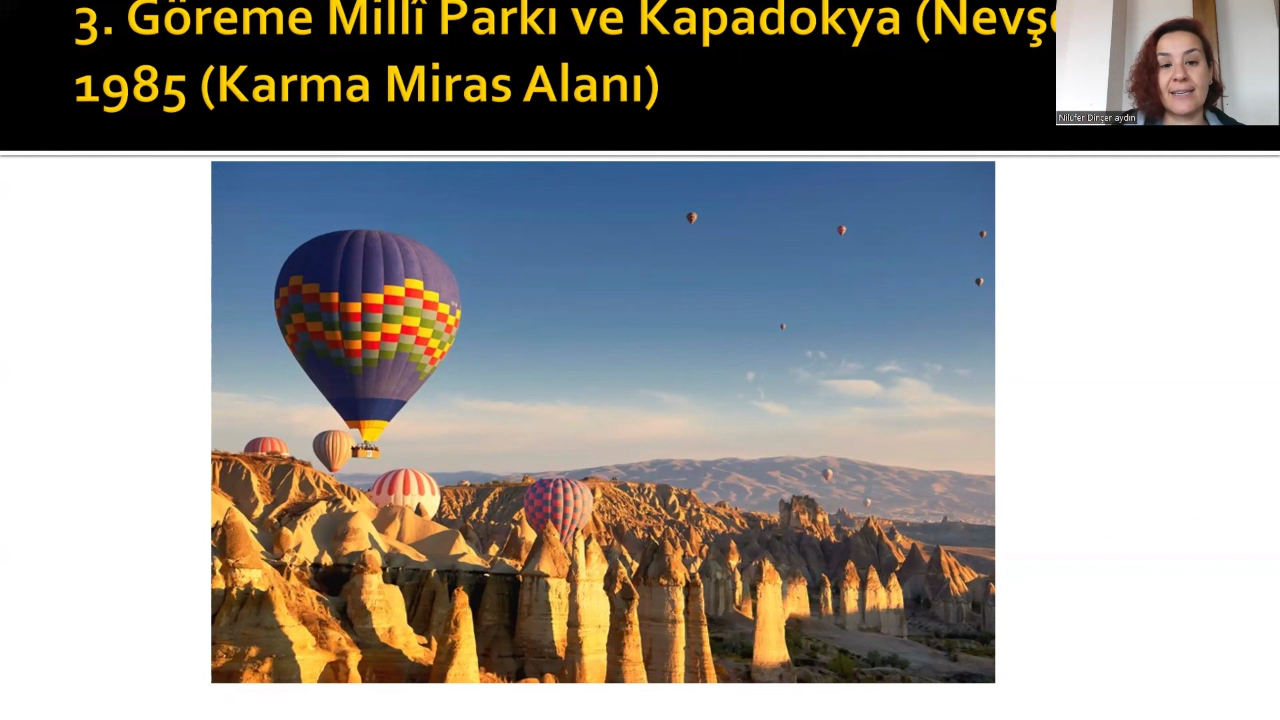 3. Göreme Millî Parkı ve Kapadokya
1985 (Karma Miras Alanı)
Nilüfer Dinçer aydın